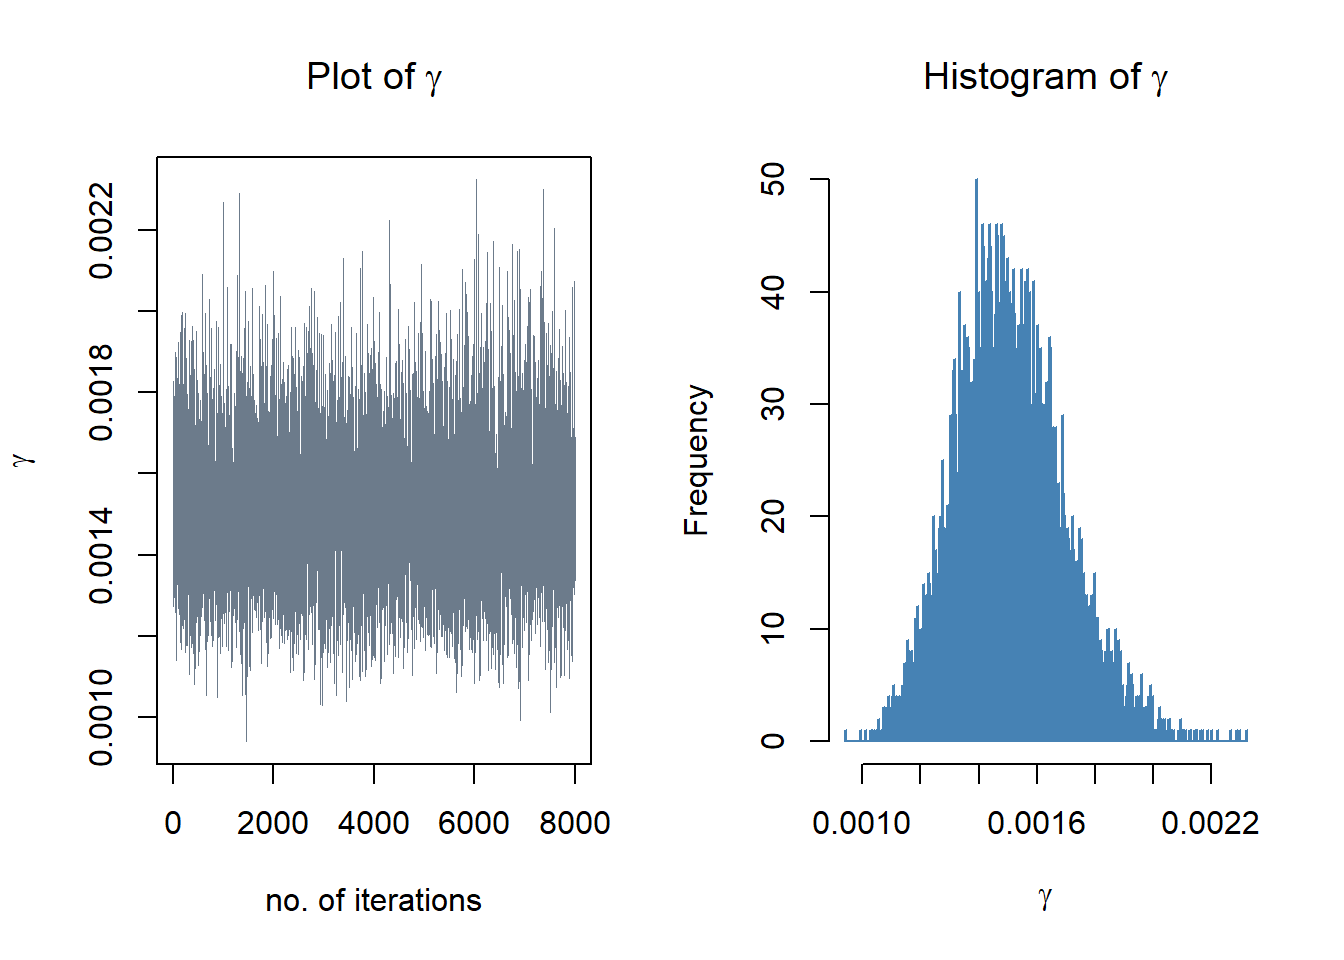 Plot of γ
γ
0.0010 0.0014 0.0018 0.0022
0 2000 4000 6000 8000
no. of iterations
Histogram of γ
Frequency
0 10 20 30 40 50
0.0010 0.0016 0.0022
γ